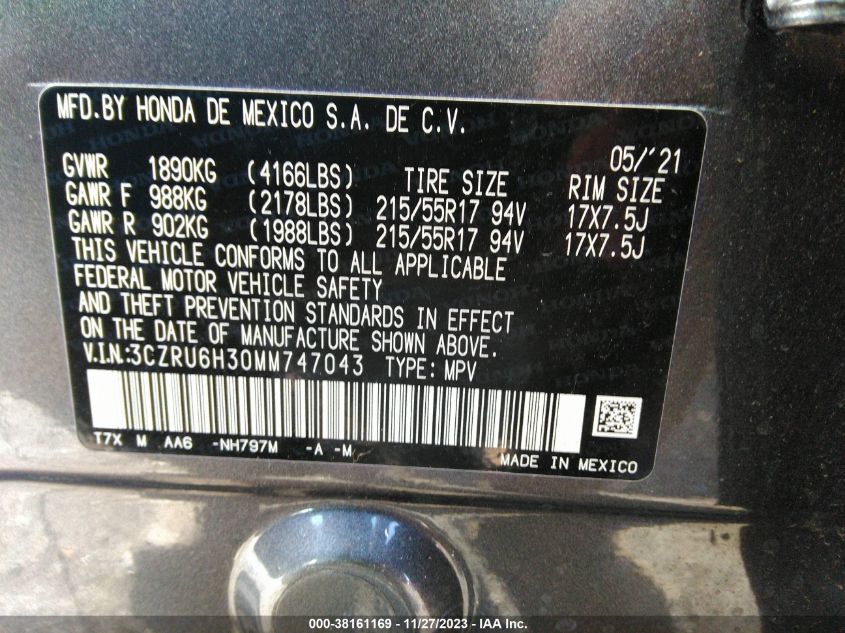 MFD.BY HONDA DE MEXICO S.A. DE C.V.
05/'21
GVWR 1890KG (4166LBS) TIRE SIZE RIM SIZE
GAWR F 988KG (2178LBS) 215/55R17 94V 17X7.5J
GAWR R 902KG (1988LBS) 215/55R17 94V 17X7.5J
THIS VEHICLE CONFORMS TO ALL APPLICABLE
FEDERAL MOTOR VEHICLE SAFETY
AND THEFT PREVENTION STANDARDS IN EFFECT
ON THE DATE OF MANUFACTURE SHOWN ABOVE.
V.I.N.:3CZRU6H30MM747043 TYPE: MPV
T7X M AA6 -NH797M -A -M
MADE IN MEXICO
000-38161169 - 11/27/2023 - IAA Inc.